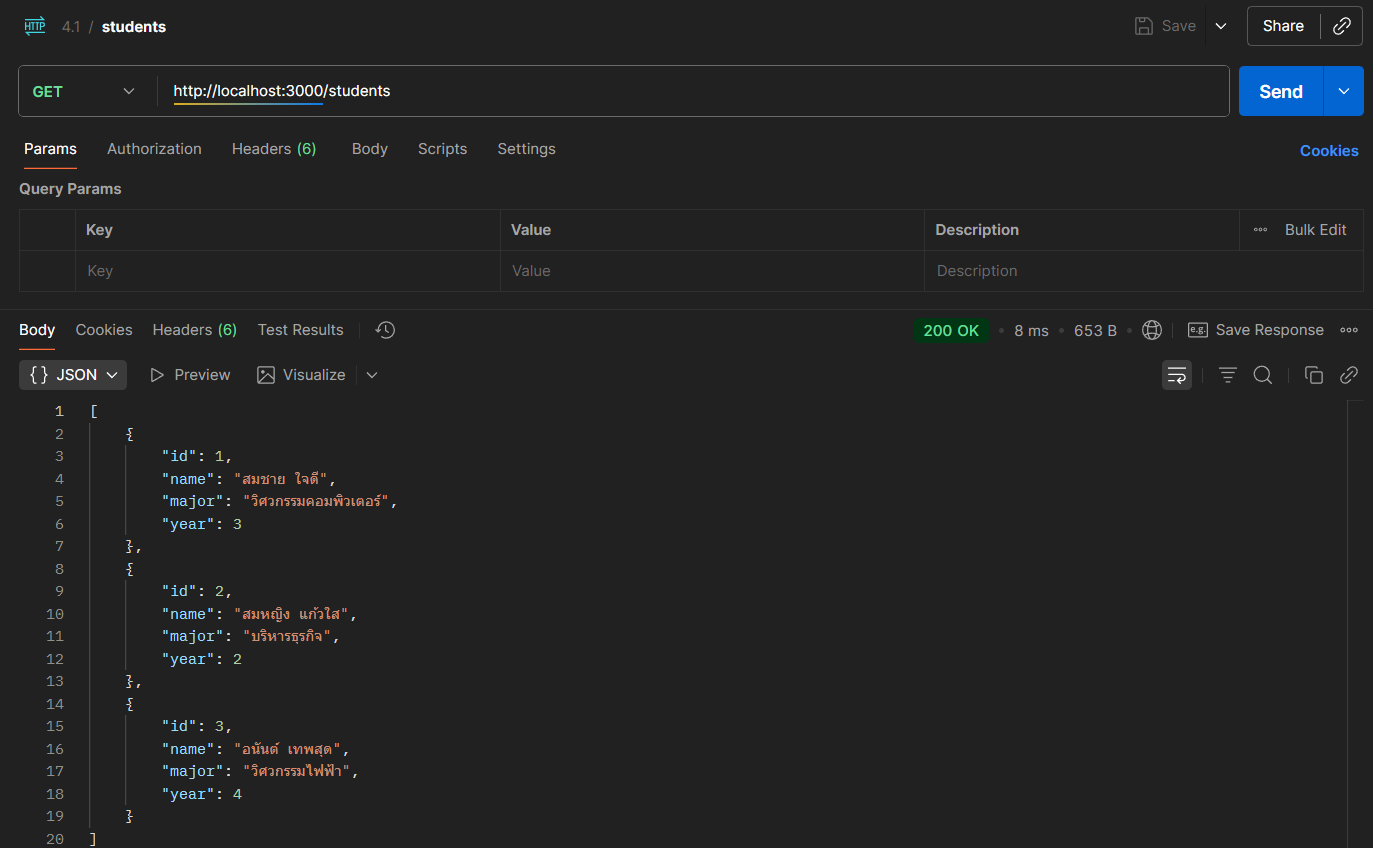 HTTP 4.1 / students Save Share
GET http://localhost:3000/students Send
Params Authorization Headers (6) Body Scripts Settings Cookies
Query Params
Key Value Description Bulk Edit
Key Value Description
Body Cookies Headers (6) Test Results 200 OK • 8 ms • 653 B • e.g. Save Response
{} JSON Preview Visualize
1 [
2 {
3 "id": 1,
4 "name": "สมชาย ใจดี",
5 "major": "วิศวกรรมคอมพิวเตอร์",
6 "year": 3
7 },
8 {
9 "id": 2,
10 "name": "สมหญิง แก้วใส",
11 "major": "บริหารธุรกิจ",
12 "year": 2
13 },
14 {
15 "id": 3,
16 "name": "อนันต์ เทพสุด",
17 "major": "วิศวกรรมไฟฟ้า",
18 "year": 4
19 }
20 ]